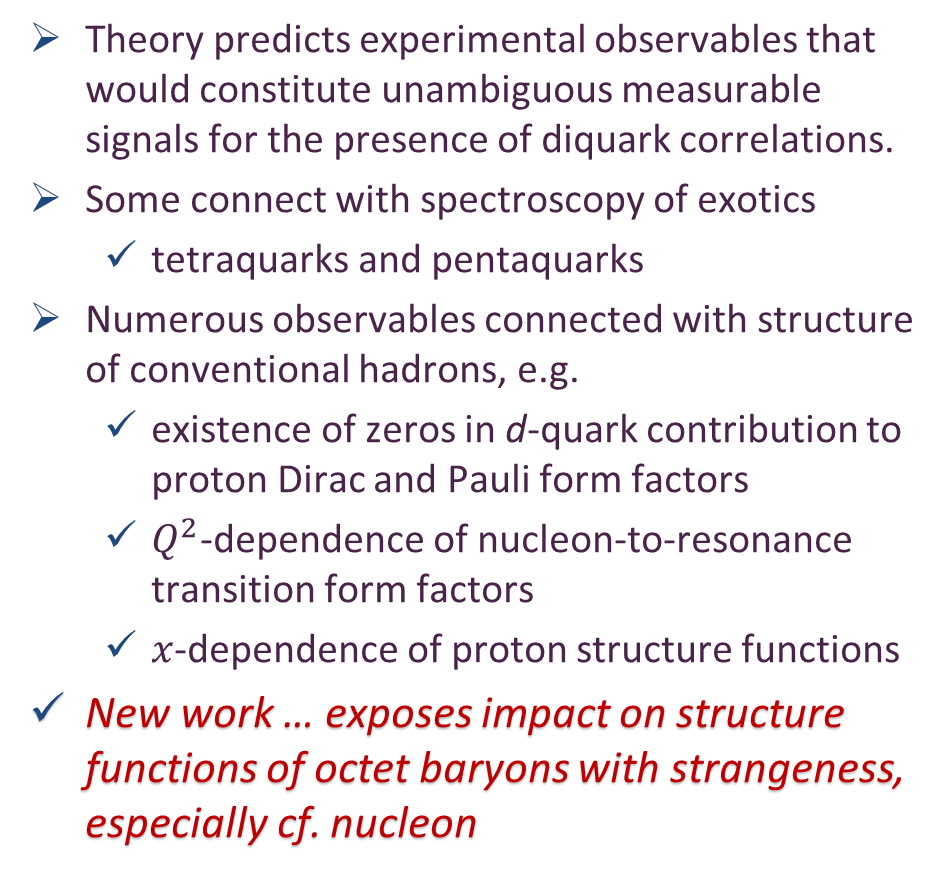 ➢ Theory predicts experimental observables that
would constitute unambiguous measurable
signals for the presence of diquark correlations.
➢ Some connect with spectroscopy of exotics
✓ tetraquarks and pentaquarks
➢ Numerous observables connected with structure
of conventional hadrons, e.g.
✓ existence of zeros in d-quark contribution to
proton Dirac and Pauli form factors
✓ Q²-dependence of nucleon-to-resonance
transition form factors
✓ x-dependence of proton structure functions
✓ New work … exposes impact on structure
functions of octet baryons with strangeness,
especially cf. nucleon